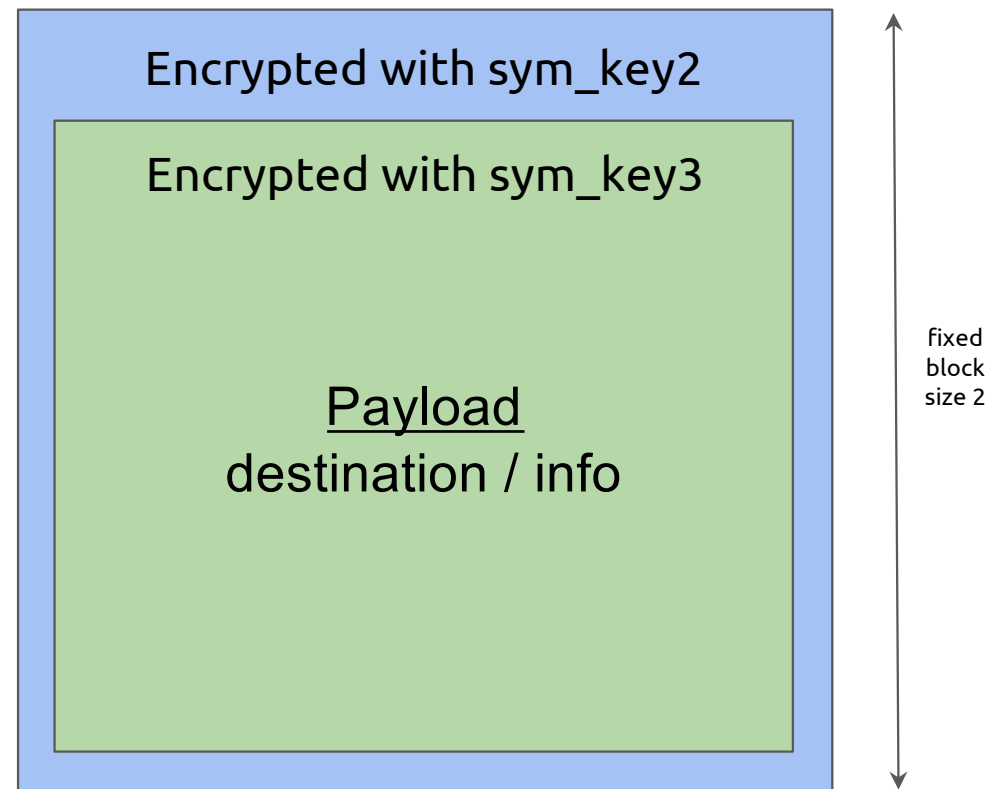 Encrypted with sym_key2
Encrypted with sym_key3
Payload
destination / info
fixed
block
size 2